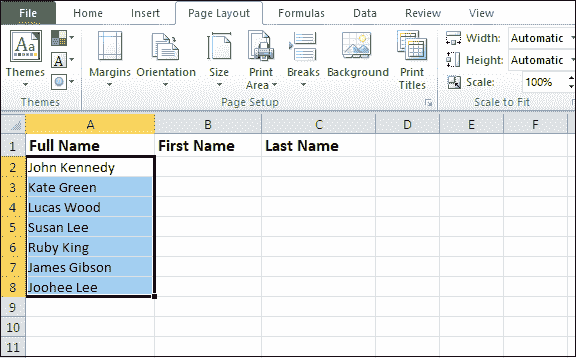 File Home Insert Page Layout Formulas Data Review View
Aa A Width: Automatic
Height: Automatic
Themes Margins Orientation Size Print Area Breaks Background Print Titles Scale: 100%
Themes Page Setup Scale to Fit
A B C D E F
1 Full Name First Name Last Name
2 John Kennedy
3 Kate Green
4 Lucas Wood
5 Susan Lee
6 Ruby King
7 James Gibson
8 Joohee Lee
9
10
11